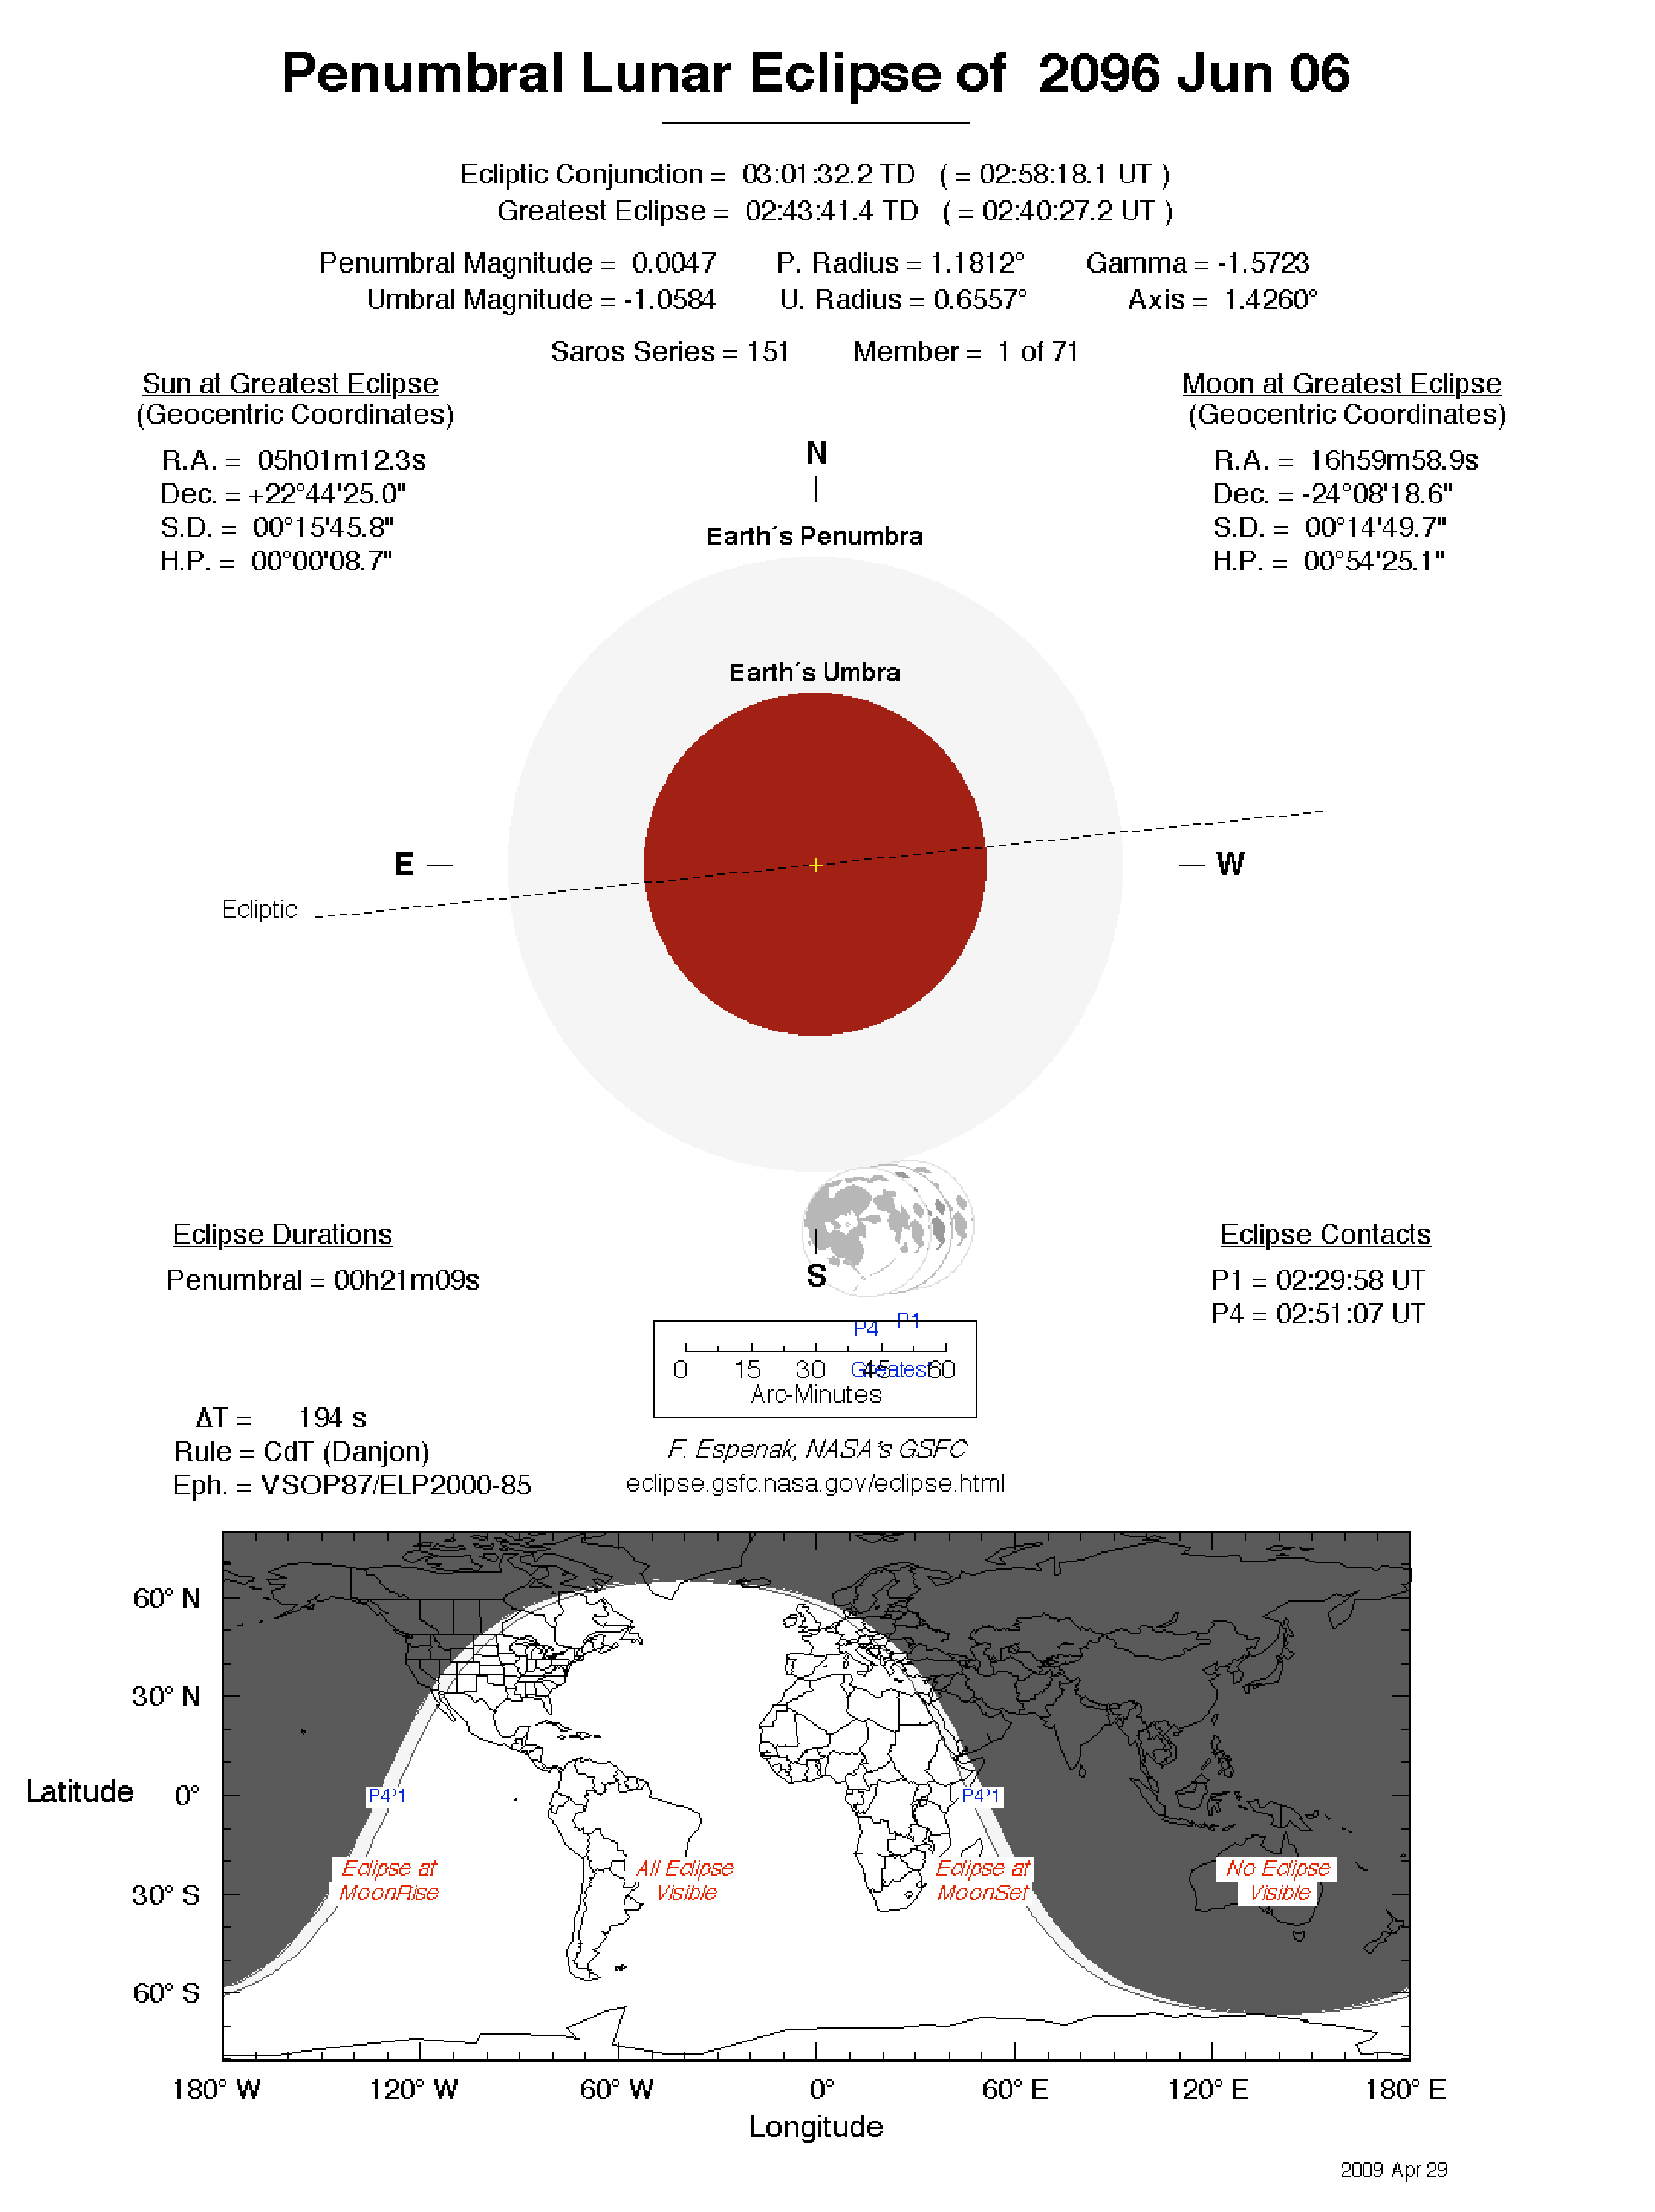 Penumbral Lunar Eclipse of 2096 Jun 06
Ecliptic Conjunction = 03:01:32.2 TD ( = 02:58:18.1 UT )
Greatest Eclipse = 02:43:41.4 TD ( = 02:40:27.2 UT )
Penumbral Magnitude = 0.0047 P. Radius = 1.1812° Gamma = -1.5723
Umbral Magnitude = -1.0584 U. Radius = 0.6557° Axis = 1.4260°
Saros Series = 151 Member = 1 of 71
Sun at Greatest Eclipse
(Geocentric Coordinates)
R.A. = 05h01m12.3s
Dec. = +22°44'25.0"
S.D. = 00°15'45.8"
H.P. = 00°00'08.7"
Moon at Greatest Eclipse
(Geocentric Coordinates)
R.A. = 16h59m58.9s
Dec. = -24°08'18.6"
S.D. = 00°14'49.7"
H.P. = 00°54'25.1"
N
Earth´s Penumbra
Earth´s Umbra
E
W
Ecliptic
S
Eclipse Durations
Penumbral = 00h21m09s
Eclipse Contacts
P1 = 02:29:58 UT
P4 = 02:51:07 UT
P4 P1
Greatest
0 15 30 45 60
Arc-Minutes
ΔT = 194 s
Rule = CdT (Danjon)
Eph. = VSOP87/ELP2000-85
F. Espenak, NASA's GSFC
eclipse.gsfc.nasa.gov/eclipse.html
60° N
30° N
Latitude 0°
30° S
60° S
P4 P1
P4 P1
Eclipse at
MoonRise
All Eclipse
Visible
Eclipse at
MoonSet
No Eclipse
Visible
180° W 120° W 60° W 0° 60° E 120° E 180° E
Longitude
2009 Apr 29